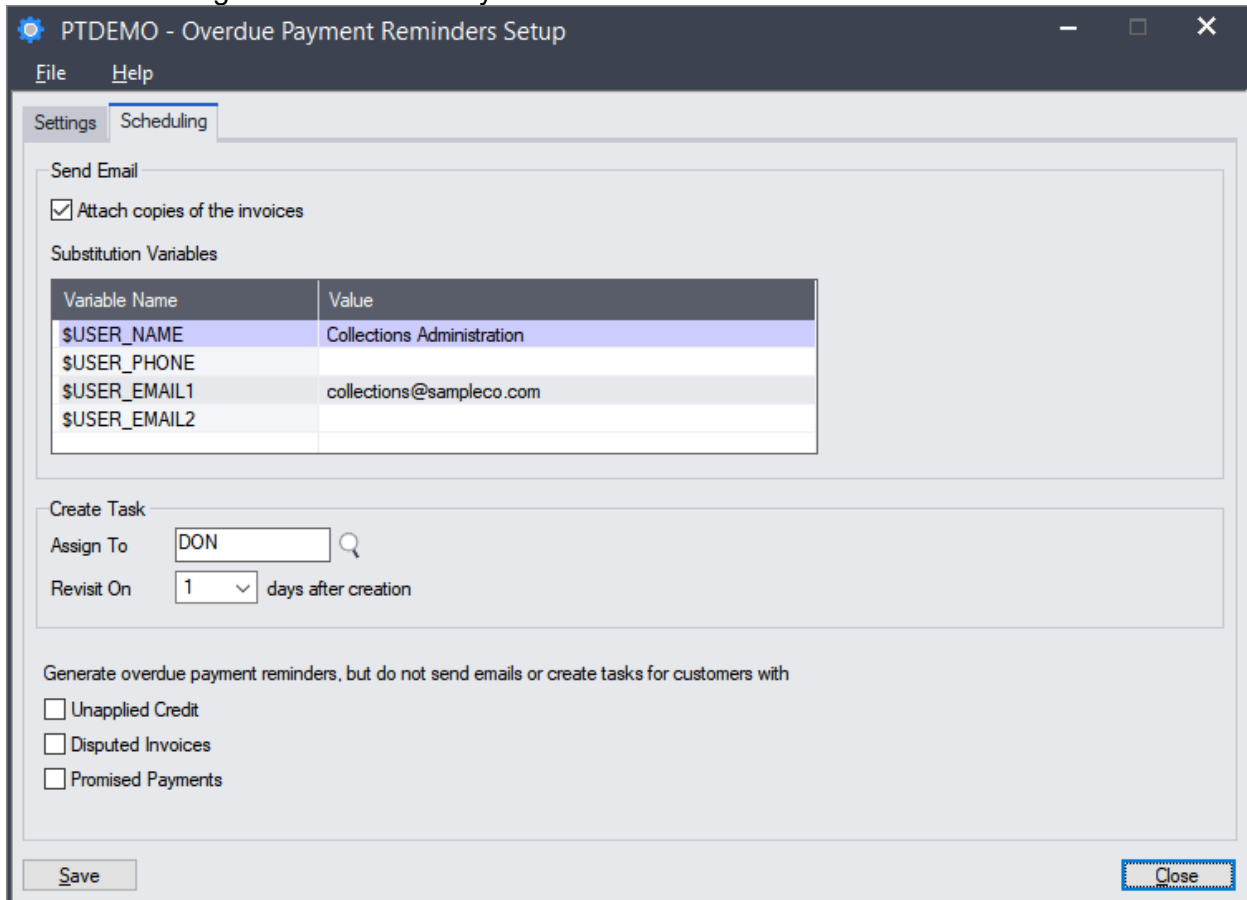 PTDEMO - Overdue Payment Reminders Setup
File Help
Settings Scheduling
Send Email
Attach copies of the invoices
Substitution Variables
Variable Name Value
$USER_NAME Collections Administration
$USER_PHONE
$USER_EMAIL1 collections@sampleco.com
$USER_EMAIL2
Create Task
Assign To DON
Revisit On 1 days after creation
Generate overdue payment reminders, but do not send emails or create tasks for customers with
Unapplied Credit
Disputed Invoices
Promised Payments
Save Close